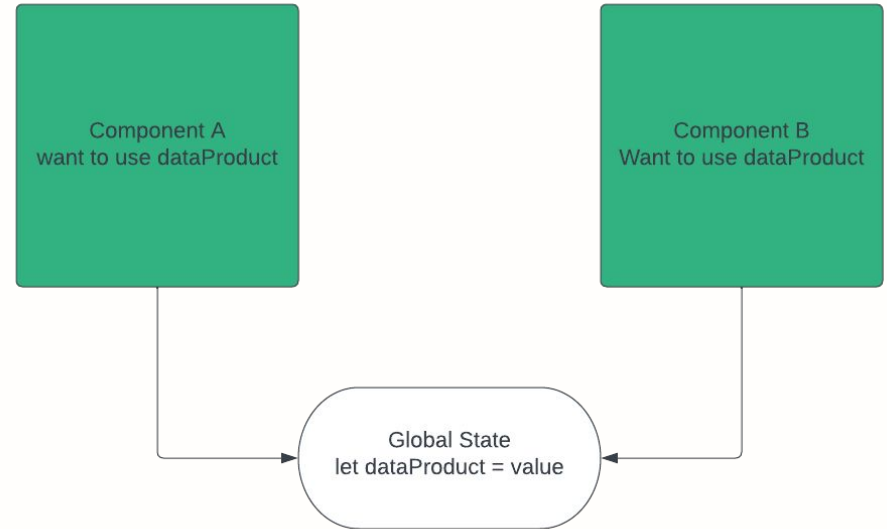 Component A
want to use dataProduct
Component B
Want to use dataProduct
Global State
let dataProduct = value